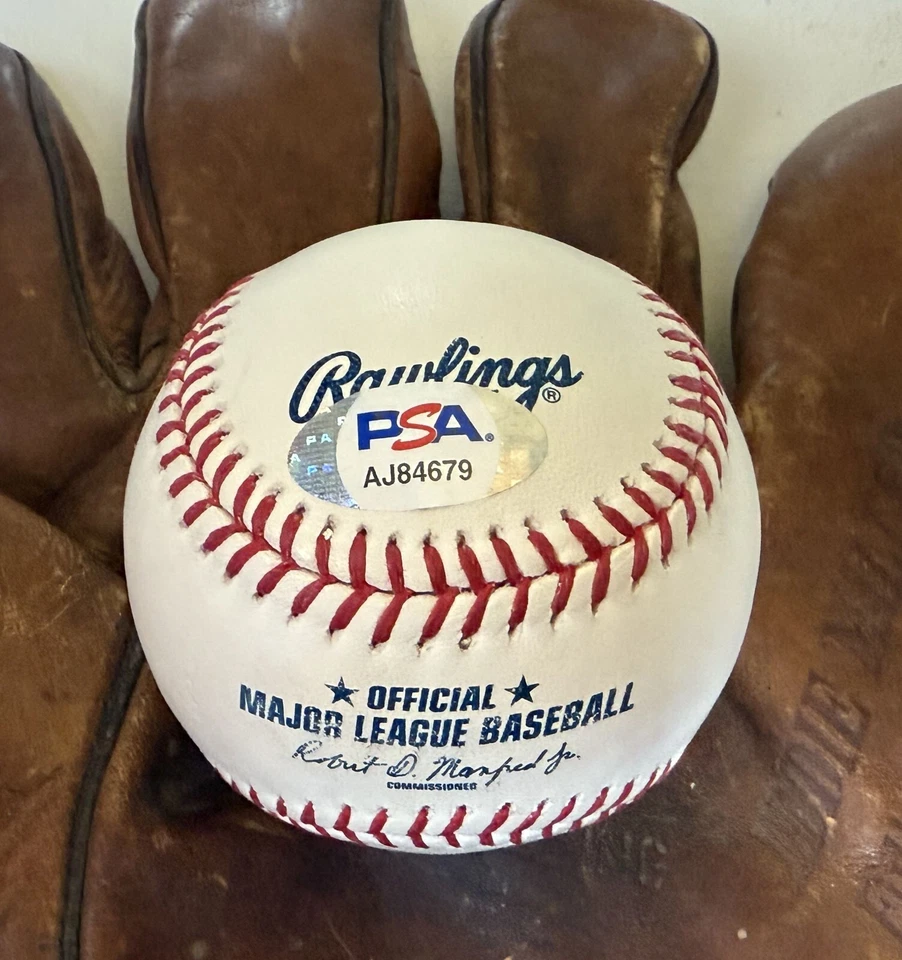 Rawlings®
PSA®
AJ84679
★ OFFICIAL ★
MAJOR LEAGUE BASEBALL
Robert D. Manfred Jr.
COMMISSIONER